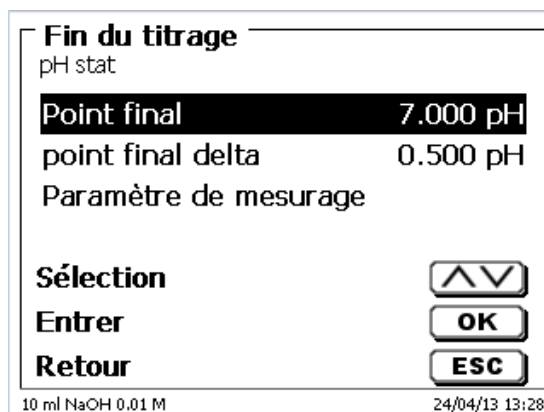 Fin du titrage
pH stat
Point final 7.000 pH
point final delta 0.500 pH
Paramètre de mesurage
Sélection
Entrer OK
Retour ESC
10 ml NaOH 0.01 M 24/04/13 13:28